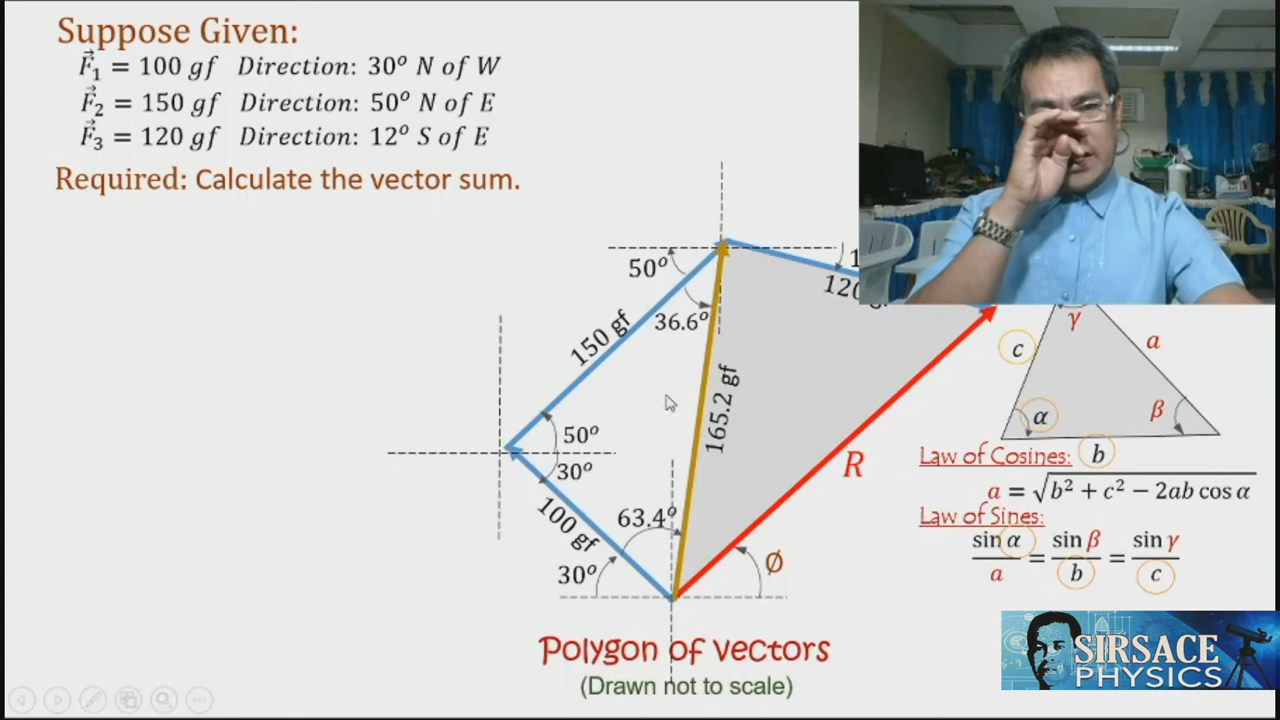 Suppose Given:
F⃗₁ = 100 gf Direction: 30° N of W
F⃗₂ = 150 gf Direction: 50° N of E
F⃗₃ = 120 gf Direction: 12° S of E
Required: Calculate the vector sum.
50°
36.6°
150 gf
165.2 gf
50°
30°
100 gf
63.4°
30°
R
Ø
γ
c
a
α
β
b
Law of Cosines:
a = √b² + c² − 2ab cos α
Law of Sines:
sin α / a = sin β / b = sin γ / c
Polygon of vectors
(Drawn not to scale)
SIRSACE
PHYSICS